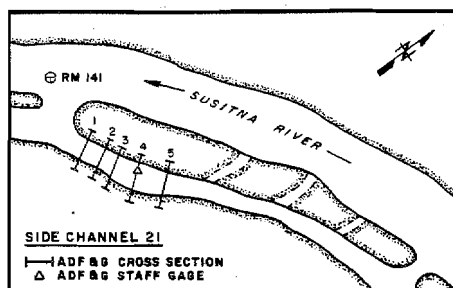 RM 141
SUSITNA RIVER
1 2 3 4 5
SIDE CHANNEL 21
ADF&G CROSS SECTION
ADF&G STAFF GAGE